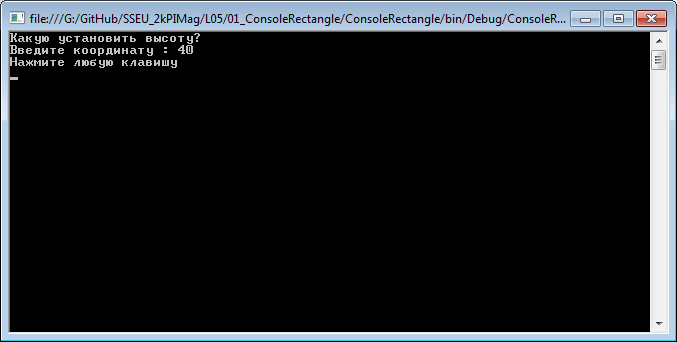 file:///G:/GitHub/SSEU_2kPIMag/L05/01_ConsoleRectangle/ConsoleRectangle/bin/Debug/ConsoleR...
Какую установить высоту?
Введите координату : 40
Нажмите любую клавишу